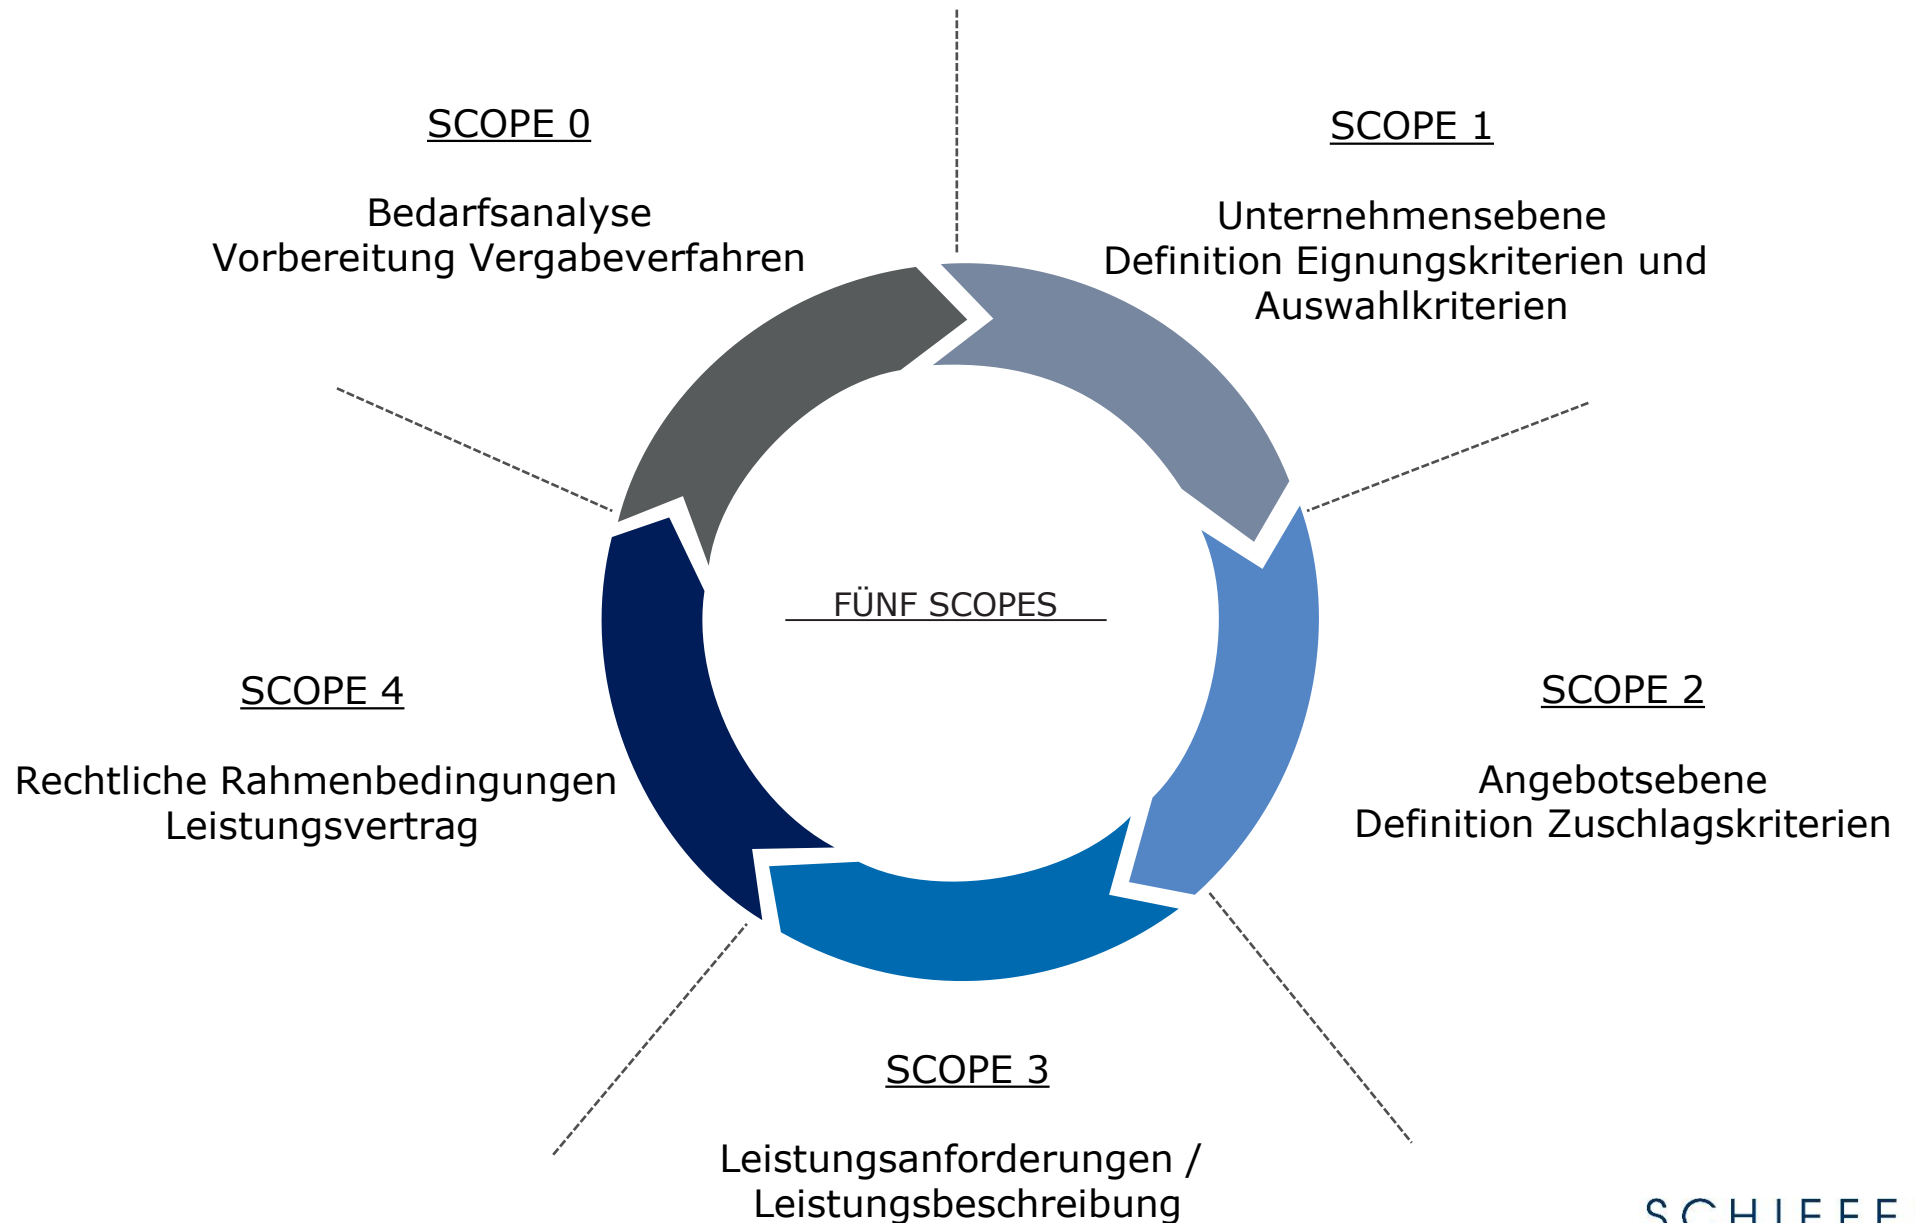 SCOPE 0
Bedarfsanalyse
Vorbereitung Vergabeverfahren
SCOPE 1
Unternehmensebene
Definition Eignungskriterien und
Auswahlkriterien
FÜNF SCOPES
SCOPE 2
Angebotsebene
Definition Zuschlagskriterien
SCOPE 3
Leistungsanforderungen /
Leistungsbeschreibung
SCOPE 4
Rechtliche Rahmenbedingungen
Leistungsvertrag